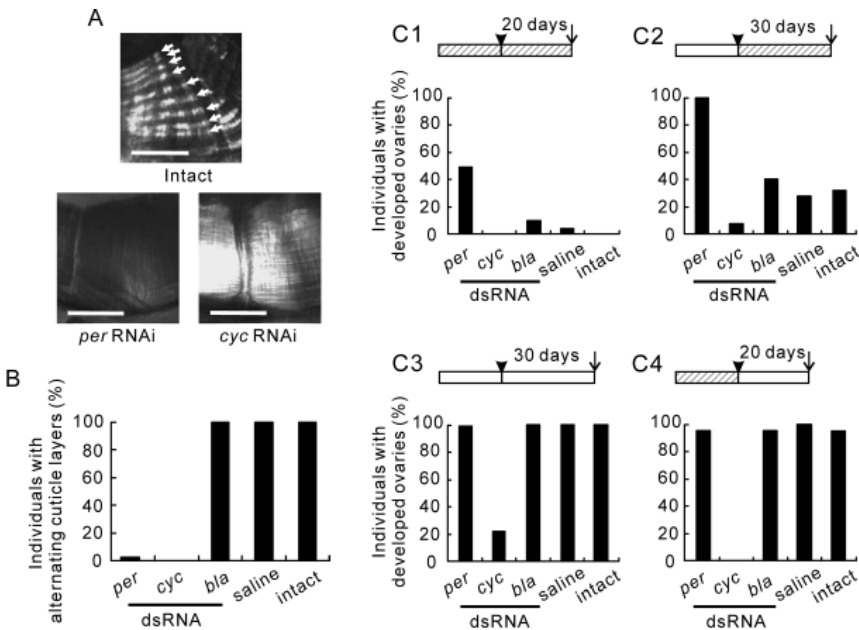 A
Intact
per RNAi
cyc RNAi
B
Individuals with
alternating cuticle layers (%)
100
80
60
40
20
0
per
cyc
bla
saline
intact
dsRNA
C1
20 days
Individuals with
developed ovaries (%)
100
80
60
40
20
0
per
cyc
bla
saline
intact
dsRNA
C2
30 days
100
80
60
40
20
0
per
cyc
bla
saline
intact
dsRNA
C3
30 days
Individuals with
developed ovaries (%)
100
80
60
40
20
0
per
cyc
bla
saline
intact
dsRNA
C4
20 days
100
80
60
40
20
0
per
cyc
bla
saline
intact
dsRNA